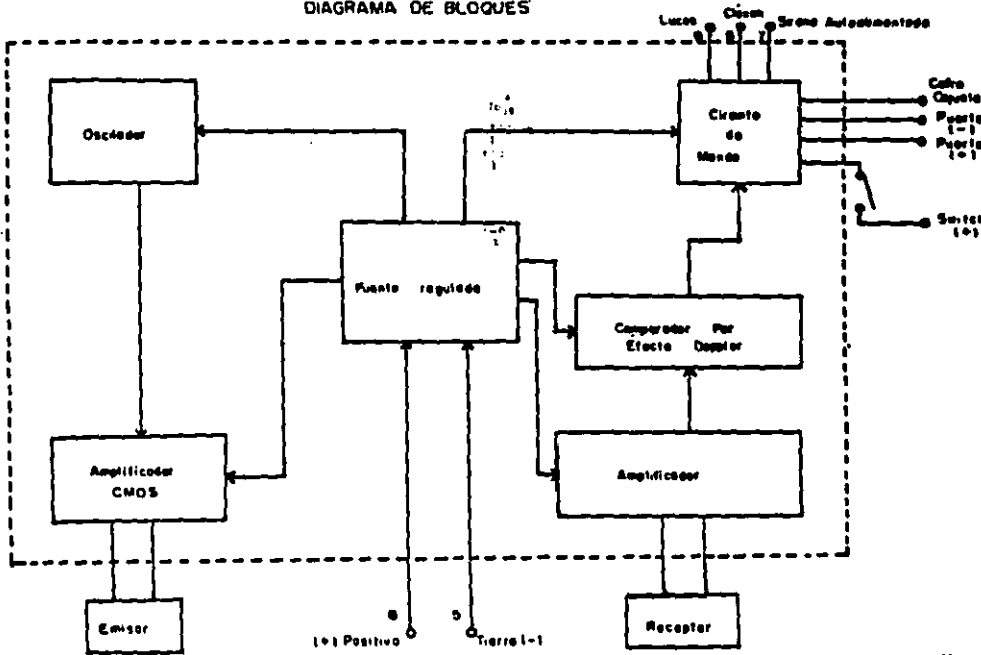 DIAGRAMA DE BLOQUES
Luces
Claxon
Sirena Autoalimentada
7
Cofre
Cajuela
Puerta
(-)
Puerta
(+)
Switch
(+)
Oscilador
Circuito
de
Mando
Fuente regulada
Comparador Por
Efecto Doppler
Amplificador
CMOS
Amplificador
Emisor
6
(+) Positivo
5
Tierra (-)
Receptor